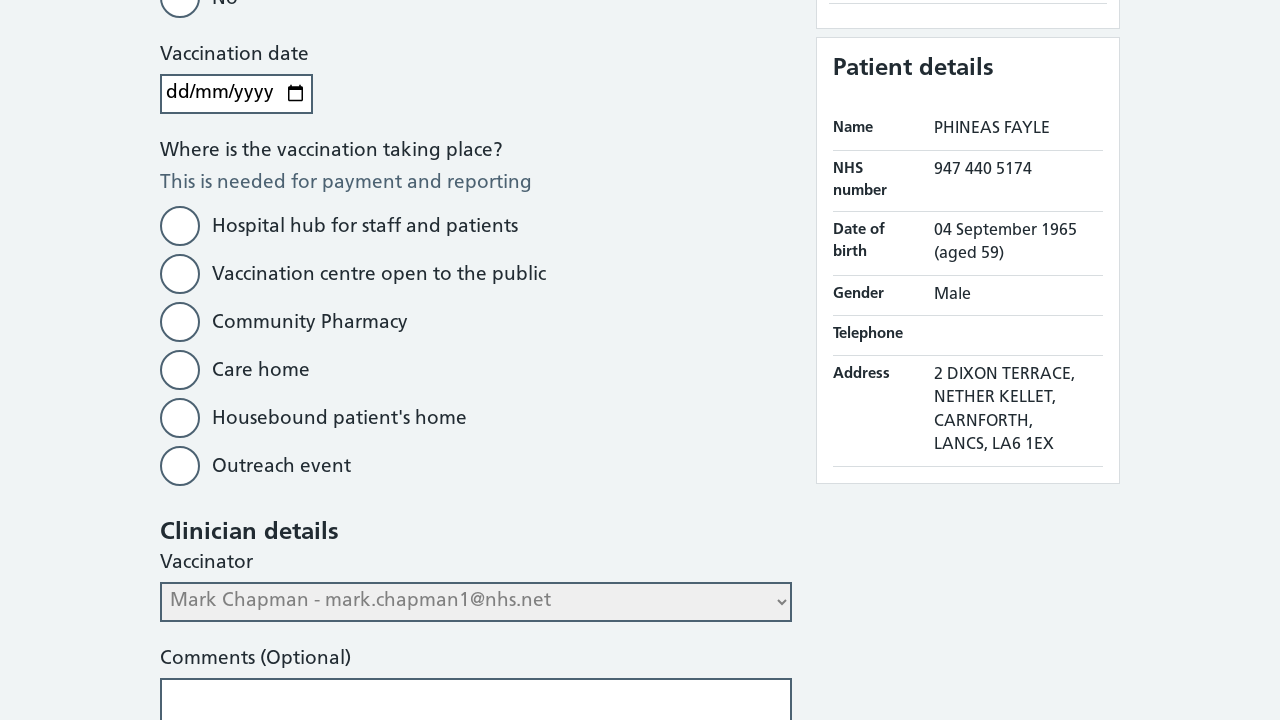 No
Vaccination date
dd/mm/yyyy
Where is the vaccination taking place?
This is needed for payment and reporting
Hospital hub for staff and patients
Vaccination centre open to the public
Community Pharmacy
Care home
Housebound patient's home
Outreach event
Clinician details
Vaccinator
Mark Chapman - mark.chapman1@nhs.net
Comments (Optional)
Patient details
Name PHINEAS FAYLE
NHS number 947 440 5174
Date of birth 04 September 1965
(aged 59)
Gender Male
Telephone
Address 2 DIXON TERRACE,
NETHER KELLET,
CARNFORTH,
LANCS, LA6 1EX